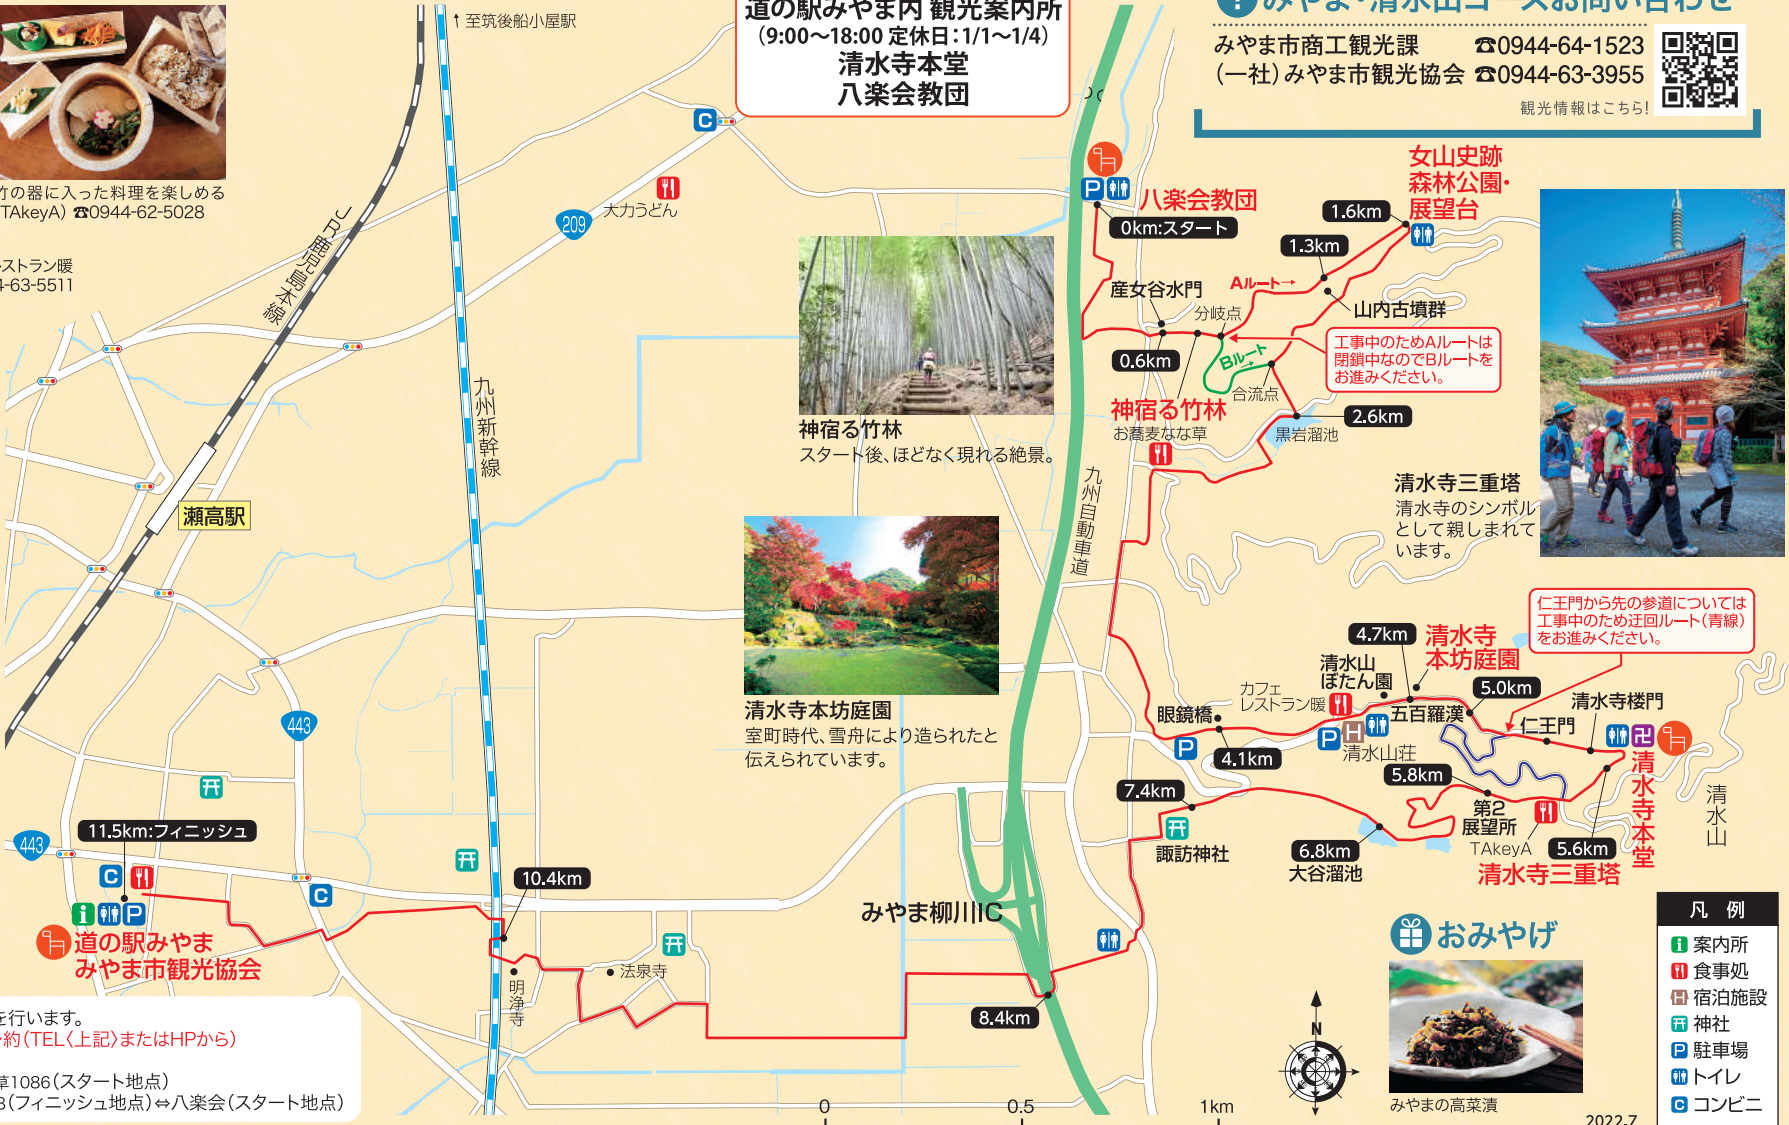 ↑至筑後船小屋駅
道の駅みやま内 観光案内所
(9:00〜18:00 定休日:1/1〜1/4)
清水寺本堂
八楽会教団
みやま・清水山コースお問い合わせ
みやま市商工観光課 ☎0944-64-1523
(一社)みやま市観光協会 ☎0944-63-3955
観光情報はこちら!
竹の器に入った料理を楽しめる
TAkeyA) ☎0944-62-5028
レストラン暖
4-63-5511
JR鹿児島本線
209
大力うどん
C
P
八楽会教団
0km:スタート
女山史跡
森林公園・
展望台
1.6km
1.3km
Aルート→
産女谷水門
分岐点
山内古墳群
0.6km
Bルート→
工事中のためAルートは
閉鎖中なのでBルートを
お進みください。
合流点
神宿る竹林
お蕎麦なな草
2.6km
黒岩溜池
神宿る竹林
スタート後、ほどなく現れる絶景。
九州新幹線
九州自動車道
瀬高駅
清水寺三重塔
清水寺のシンボル
として親しまれて
います。
仁王門から先の参道については
工事中のため迂回ルート(青線)
をお進みください。
4.7km
清水寺
本坊庭園
清水山
ぼたん園
5.0km
カフェ
レストラン暖
五百羅漢
清水寺楼門
眼鏡橋
仁王門
P
P
H
清水山荘
卍
4.1km
5.8km
清水寺本堂
清水山
7.4km
第2
展望所
諏訪神社
6.8km
大谷溜池
TAkeyA
5.6km
清水寺三重塔
清水寺本坊庭園
室町時代、雪舟により造られたと
伝えられています。
443
443
11.5km:フィニッシュ
C
C
i
P
道の駅みやま
みやま市観光協会
10.4km
みやま柳川IC
明浄寺
法泉寺
8.4km
おみやげ
みやまの高菜漬
を行います。
約(TEL〈上記〉またはHPから)
草1086(スタート地点)
3(フィニッシュ地点)⇔八楽会(スタート地点)
N
0 0.5 1km
凡 例
i 案内所
食事処
H 宿泊施設
神社
P 駐車場
トイレ
C コンビニ
2022.7